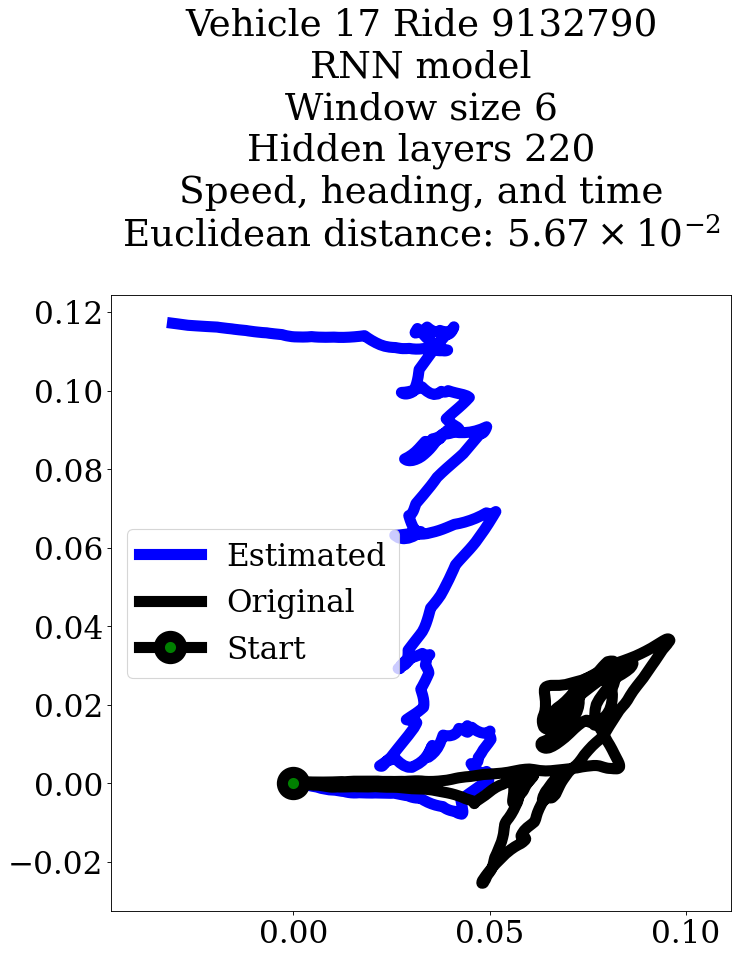 Vehicle 17 Ride 9132790
RNN model
Window size 6
Hidden layers 220
Speed, heading, and time
Euclidean distance: 5.67 × 10⁻²
0.12
0.10
0.08
0.06
0.04
0.02
0.00
−0.02
Estimated
Original
Start
0.00 0.05 0.10